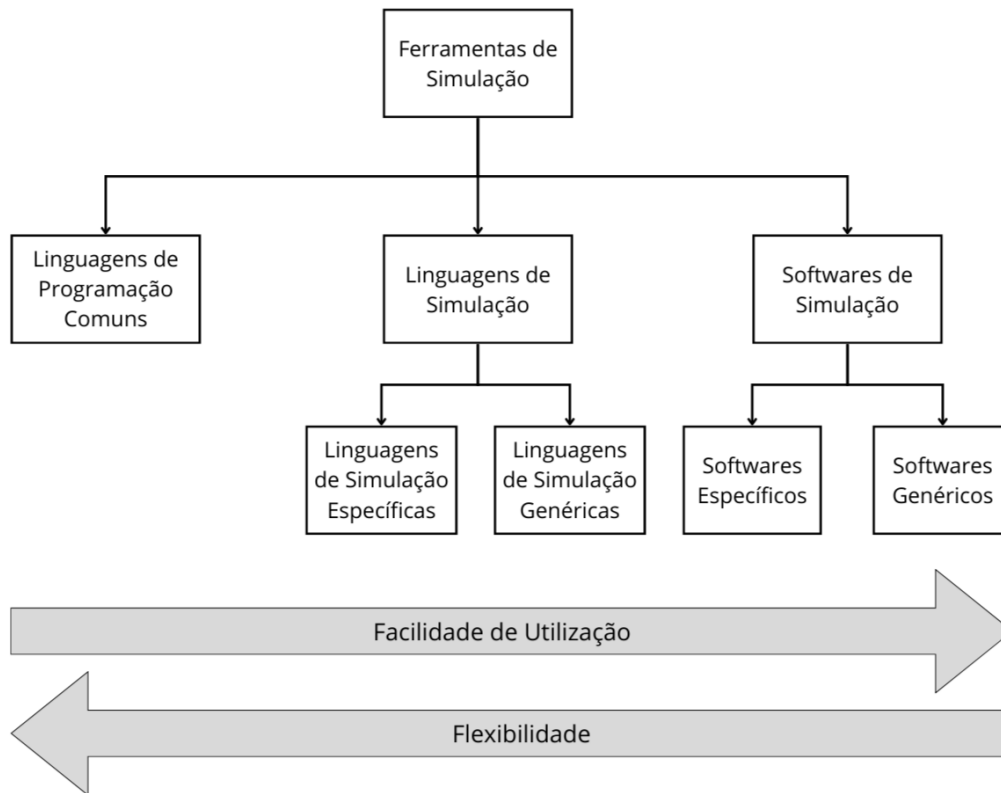 Ferramentas de
Simulação
Linguagens de
Programação
Comuns
Linguagens de
Simulação
Softwares de
Simulação
Linguagens
de Simulação
Específicas
Linguagens
de Simulação
Genéricas
Softwares
Específicos
Softwares
Genéricos
Facilidade de Utilização
Flexibilidade